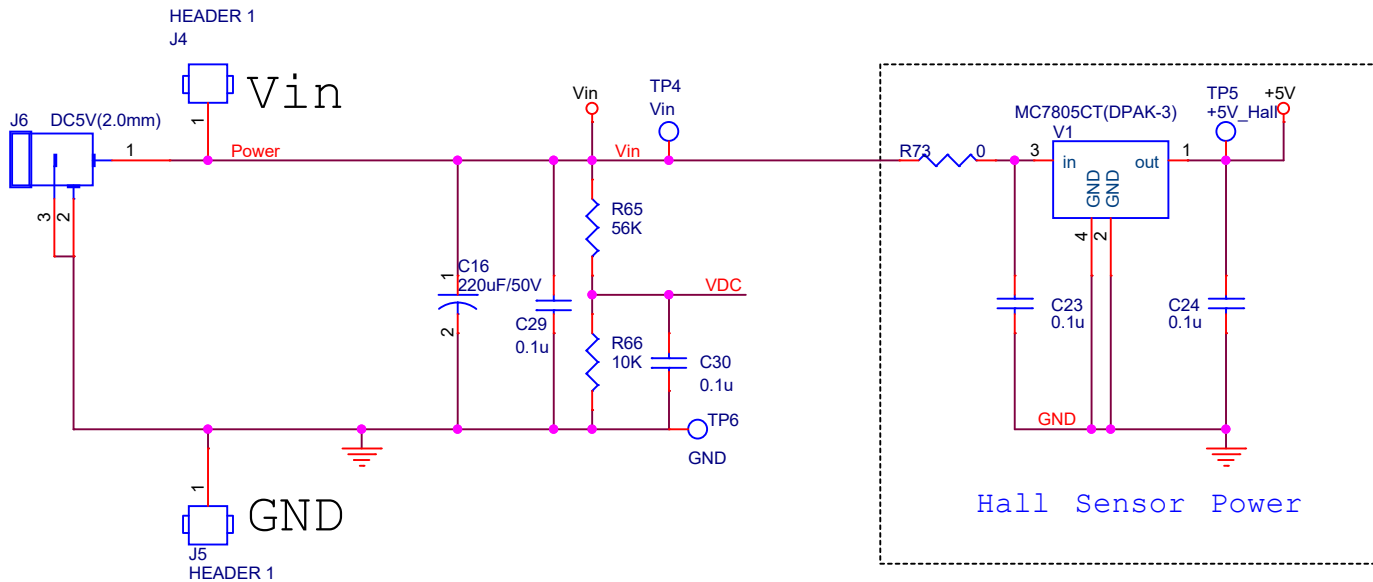 HEADER 1
J4
Vin
1
J6
DC5V(2.0mm)
1
Power
3
2
Vin
TP4
Vin
Vin
R65
56K
C16
220uF/50V
1
2
C29
0.1u
VDC
R66
10K
C30
0.1u
TP6
GND
1
GND
J5
HEADER 1
R73
0
MC7805CT(DPAK-3)
V1
3
in
out
1
GND
GND
4
2
TP5
+5V_Hall
+5V
C23
0.1u
C24
0.1u
GND
Hall Sensor Power